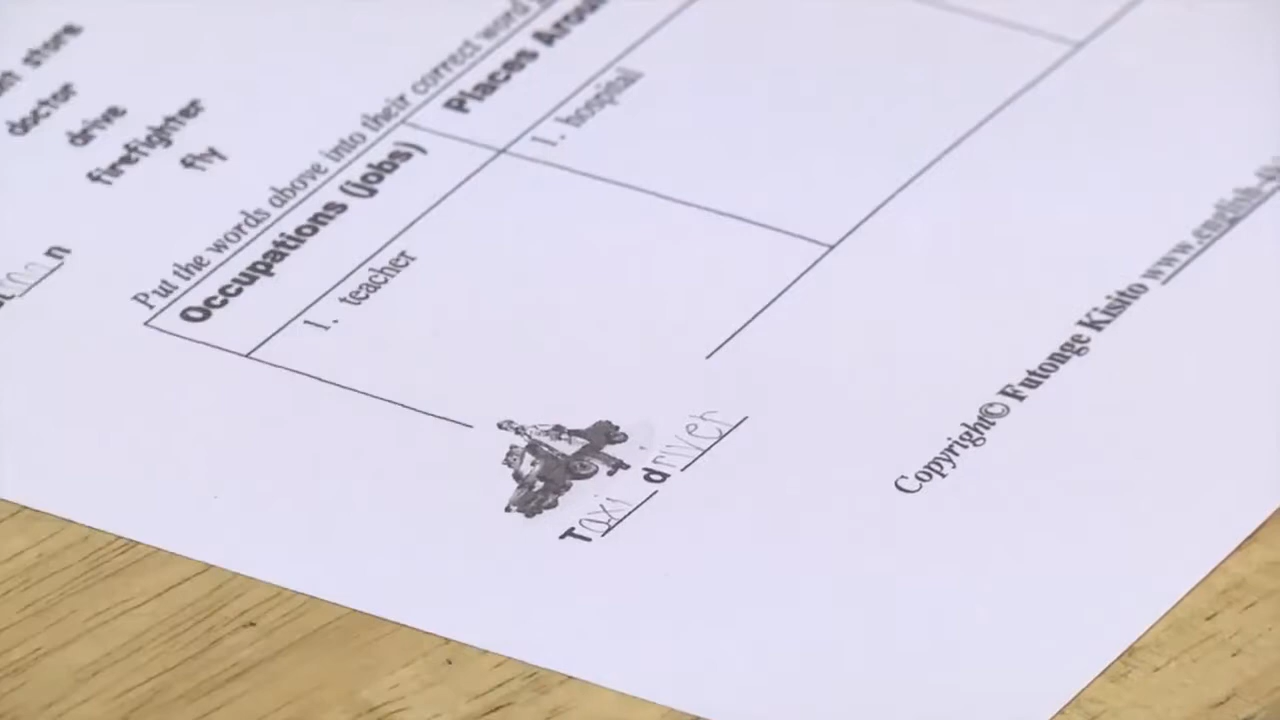 store
doctor
drive
firefighter
fly
n
Put the words above into their correct word
Occupations (jobs)
Places
1. teacher
1. hospital
Taxi driver
Copyright© Futonge Kisito